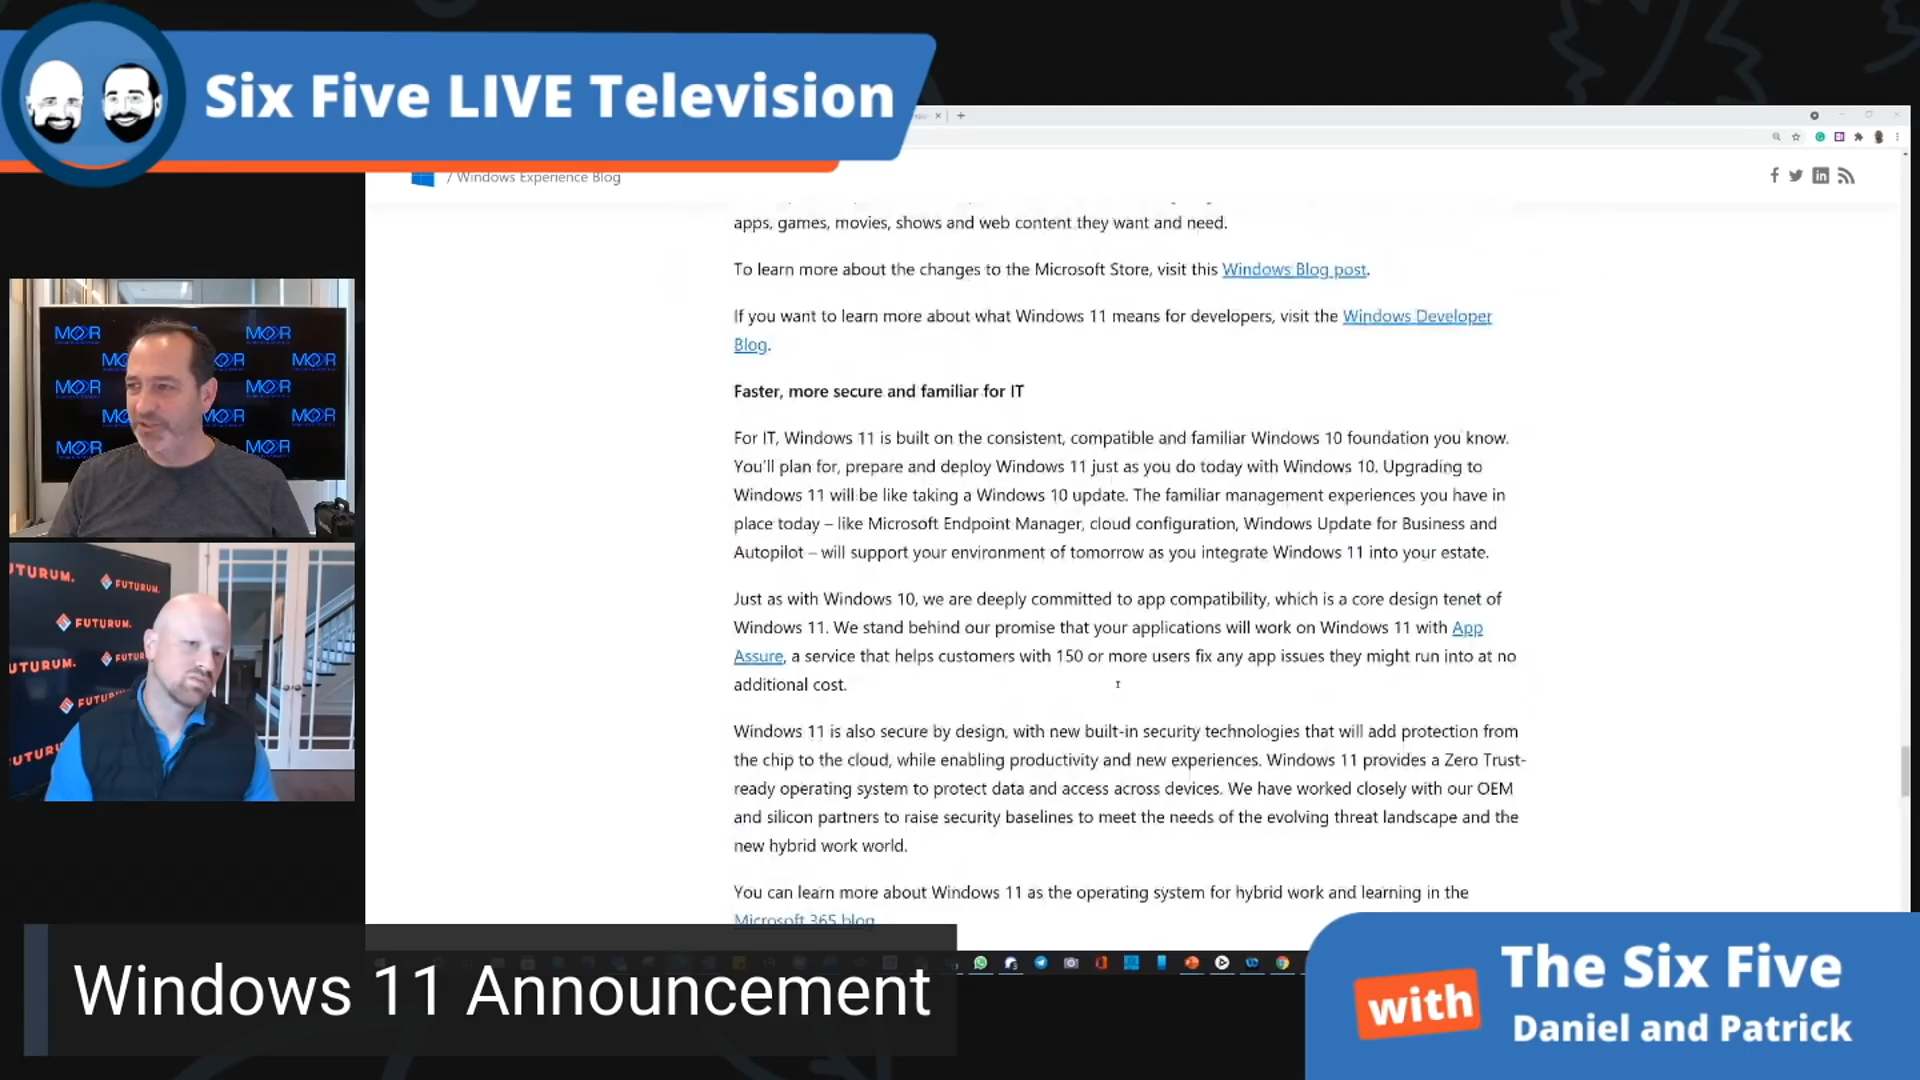 Six Five LIVE Television
/ Windows Experience Blog
apps, games, movies, shows and web content they want and need.
To learn more about the changes to the Microsoft Store, visit this Windows Blog post.
If you want to learn more about what Windows 11 means for developers, visit the Windows Developer
Blog.
Faster, more secure and familiar for IT
For IT, Windows 11 is built on the consistent, compatible and familiar Windows 10 foundation you know.
You'll plan for, prepare and deploy Windows 11 just as you do today with Windows 10. Upgrading to
Windows 11 will be like taking a Windows 10 update. The familiar management experiences you have in
place today – like Microsoft Endpoint Manager, cloud configuration, Windows Update for Business and
Autopilot – will support your environment of tomorrow as you integrate Windows 11 into your estate.
Just as with Windows 10, we are deeply committed to app compatibility, which is a core design tenet of
Windows 11. We stand behind our promise that your applications will work on Windows 11 with App
Assure, a service that helps customers with 150 or more users fix any app issues they might run into at no
additional cost.
Windows 11 is also secure by design, with new built-in security technologies that will add protection from
the chip to the cloud, while enabling productivity and new experiences. Windows 11 provides a Zero Trust-
ready operating system to protect data and access across devices. We have worked closely with our OEM
and silicon partners to raise security baselines to meet the needs of the evolving threat landscape and the
new hybrid work world.
You can learn more about Windows 11 as the operating system for hybrid work and learning in the
Microsoft 365 blog
MOOR MOOR
MOOR MOOR
MOOR MOOR
MOOR
MOOR MOOR
FUTURUM.
FUTURUM.
FUTURUM.
Windows 11 Announcement
with
The Six Five
Daniel and Patrick